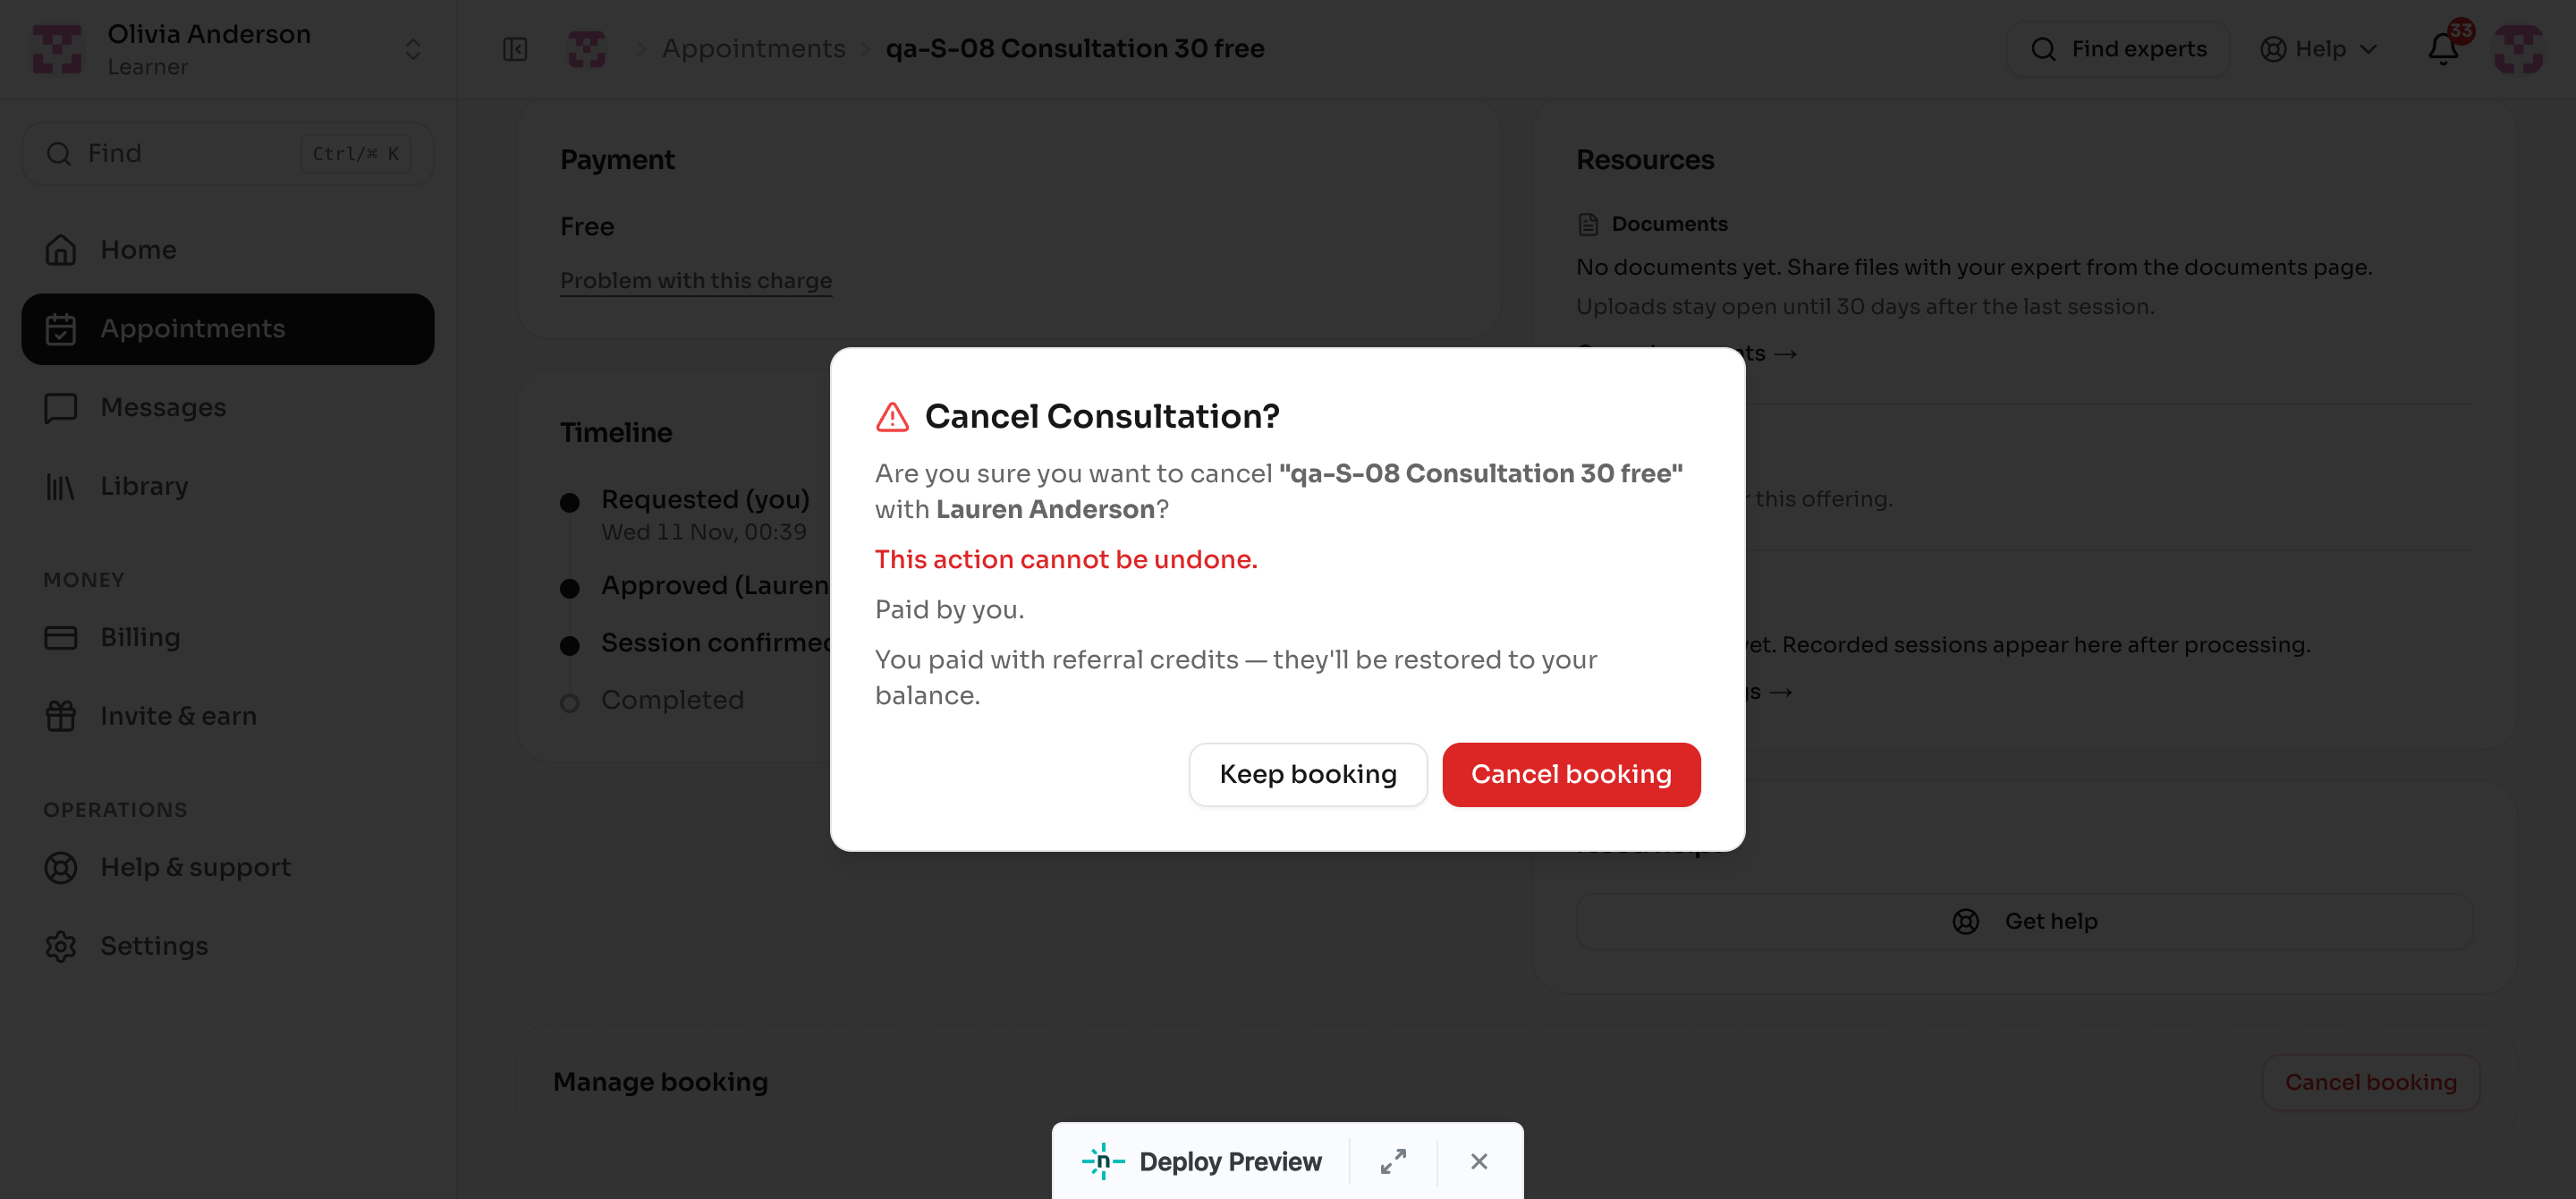 Olivia Anderson
Learner
Appointments
qa-S-08 Consultation 30 free
Find experts
Help
33
Find
Ctrl/⌘ K
Home
Appointments
Messages
Library
MONEY
Billing
Invite & earn
OPERATIONS
Help & support
Settings
Payment
Free
Problem with this charge
Timeline
Requested (you)
Wed 11 Nov, 00:39
Approved (Lauren
Session confirmed
Completed
Resources
Documents
No documents yet. Share files with your expert from the documents page.
Uploads stay open until 30 days after the last session.
→
this offering.
yet. Recorded sessions appear here after processing.
→
Get help
Cancel Consultation?
Are you sure you want to cancel "qa-S-08 Consultation 30 free"
with Lauren Anderson?
This action cannot be undone.
Paid by you.
You paid with referral credits — they'll be restored to your
balance.
Keep booking
Cancel booking
Manage booking
Cancel booking
Deploy Preview